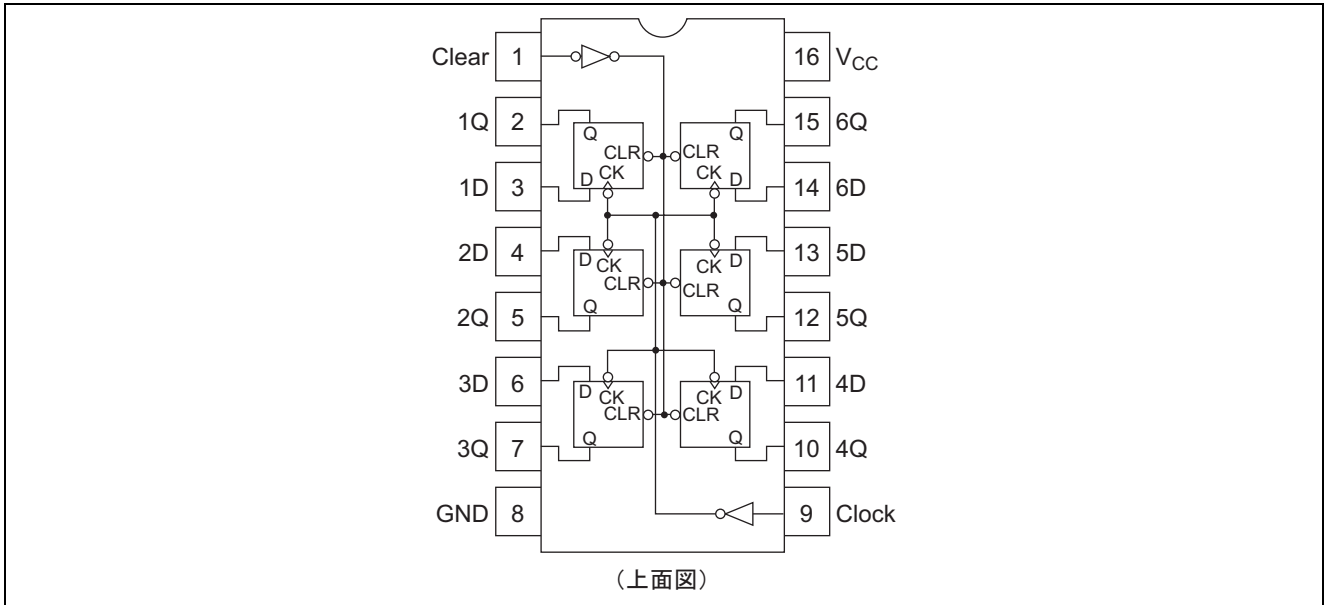 Clear 1 16 VCC
1Q 2 Q Q 15 6Q
CLR CLR
CK CK
1D 3 D D 14 6D
2D 4 D D 13 5D
CK CK
CLR CLR
2Q 5 Q Q 12 5Q
3D 6 D D 11 4D
CK CK
CLR CLR
3Q 7 Q Q 10 4Q
GND 8 9 Clock
(上面図)